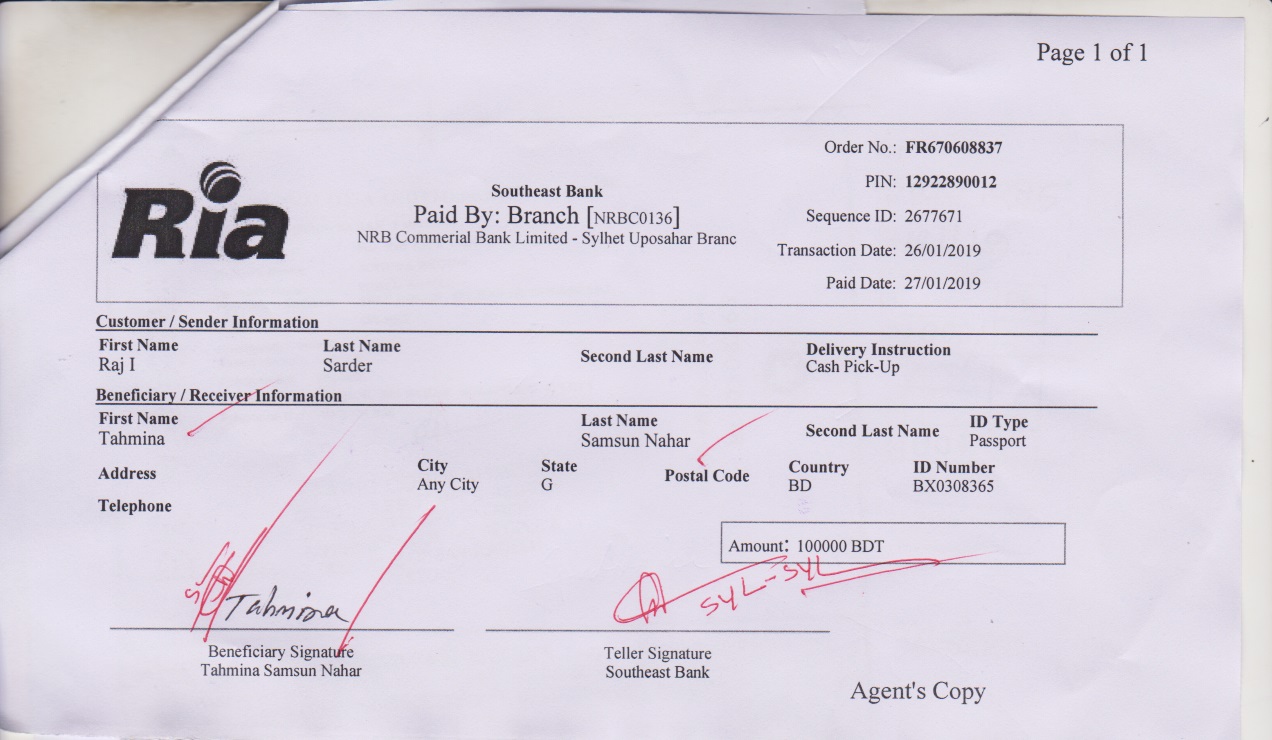 Page 1 of 1
Ria
Southeast Bank
Paid By: Branch [NRBC0136]
NRB Commerial Bank Limited - Sylhet Uposahar Branc
Order No.: FR670608837
PIN: 12922890012
Sequence ID: 2677671
Transaction Date: 26/01/2019
Paid Date: 27/01/2019
Customer / Sender Information
First Name Last Name Second Last Name Delivery Instruction
Raj I Sarder Cash Pick-Up
Beneficiary / Receiver Information
First Name Last Name Second Last Name ID Type
Tahmina Samsun Nahar Passport
Address City State Postal Code Country ID Number
Any City G BD BX0308365
Telephone
Amount: 100000 BDT
Tahmina SYL-SYL
Beneficiary Signature Teller Signature
Tahmina Samsun Nahar Southeast Bank
Agent's Copy